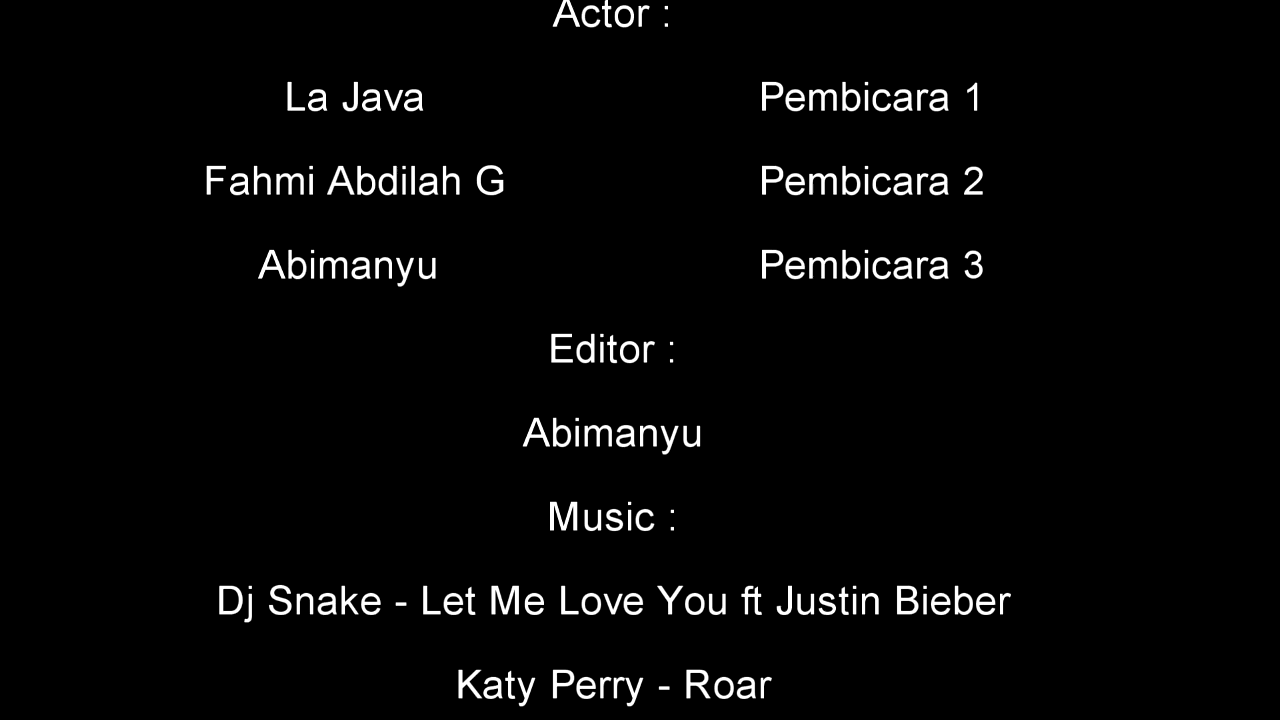 Actor :
La Java Pembicara 1
Fahmi Abdilah G Pembicara 2
Abimanyu Pembicara 3
Editor :
Abimanyu
Music :
Dj Snake - Let Me Love You ft Justin Bieber
Katy Perry - Roar